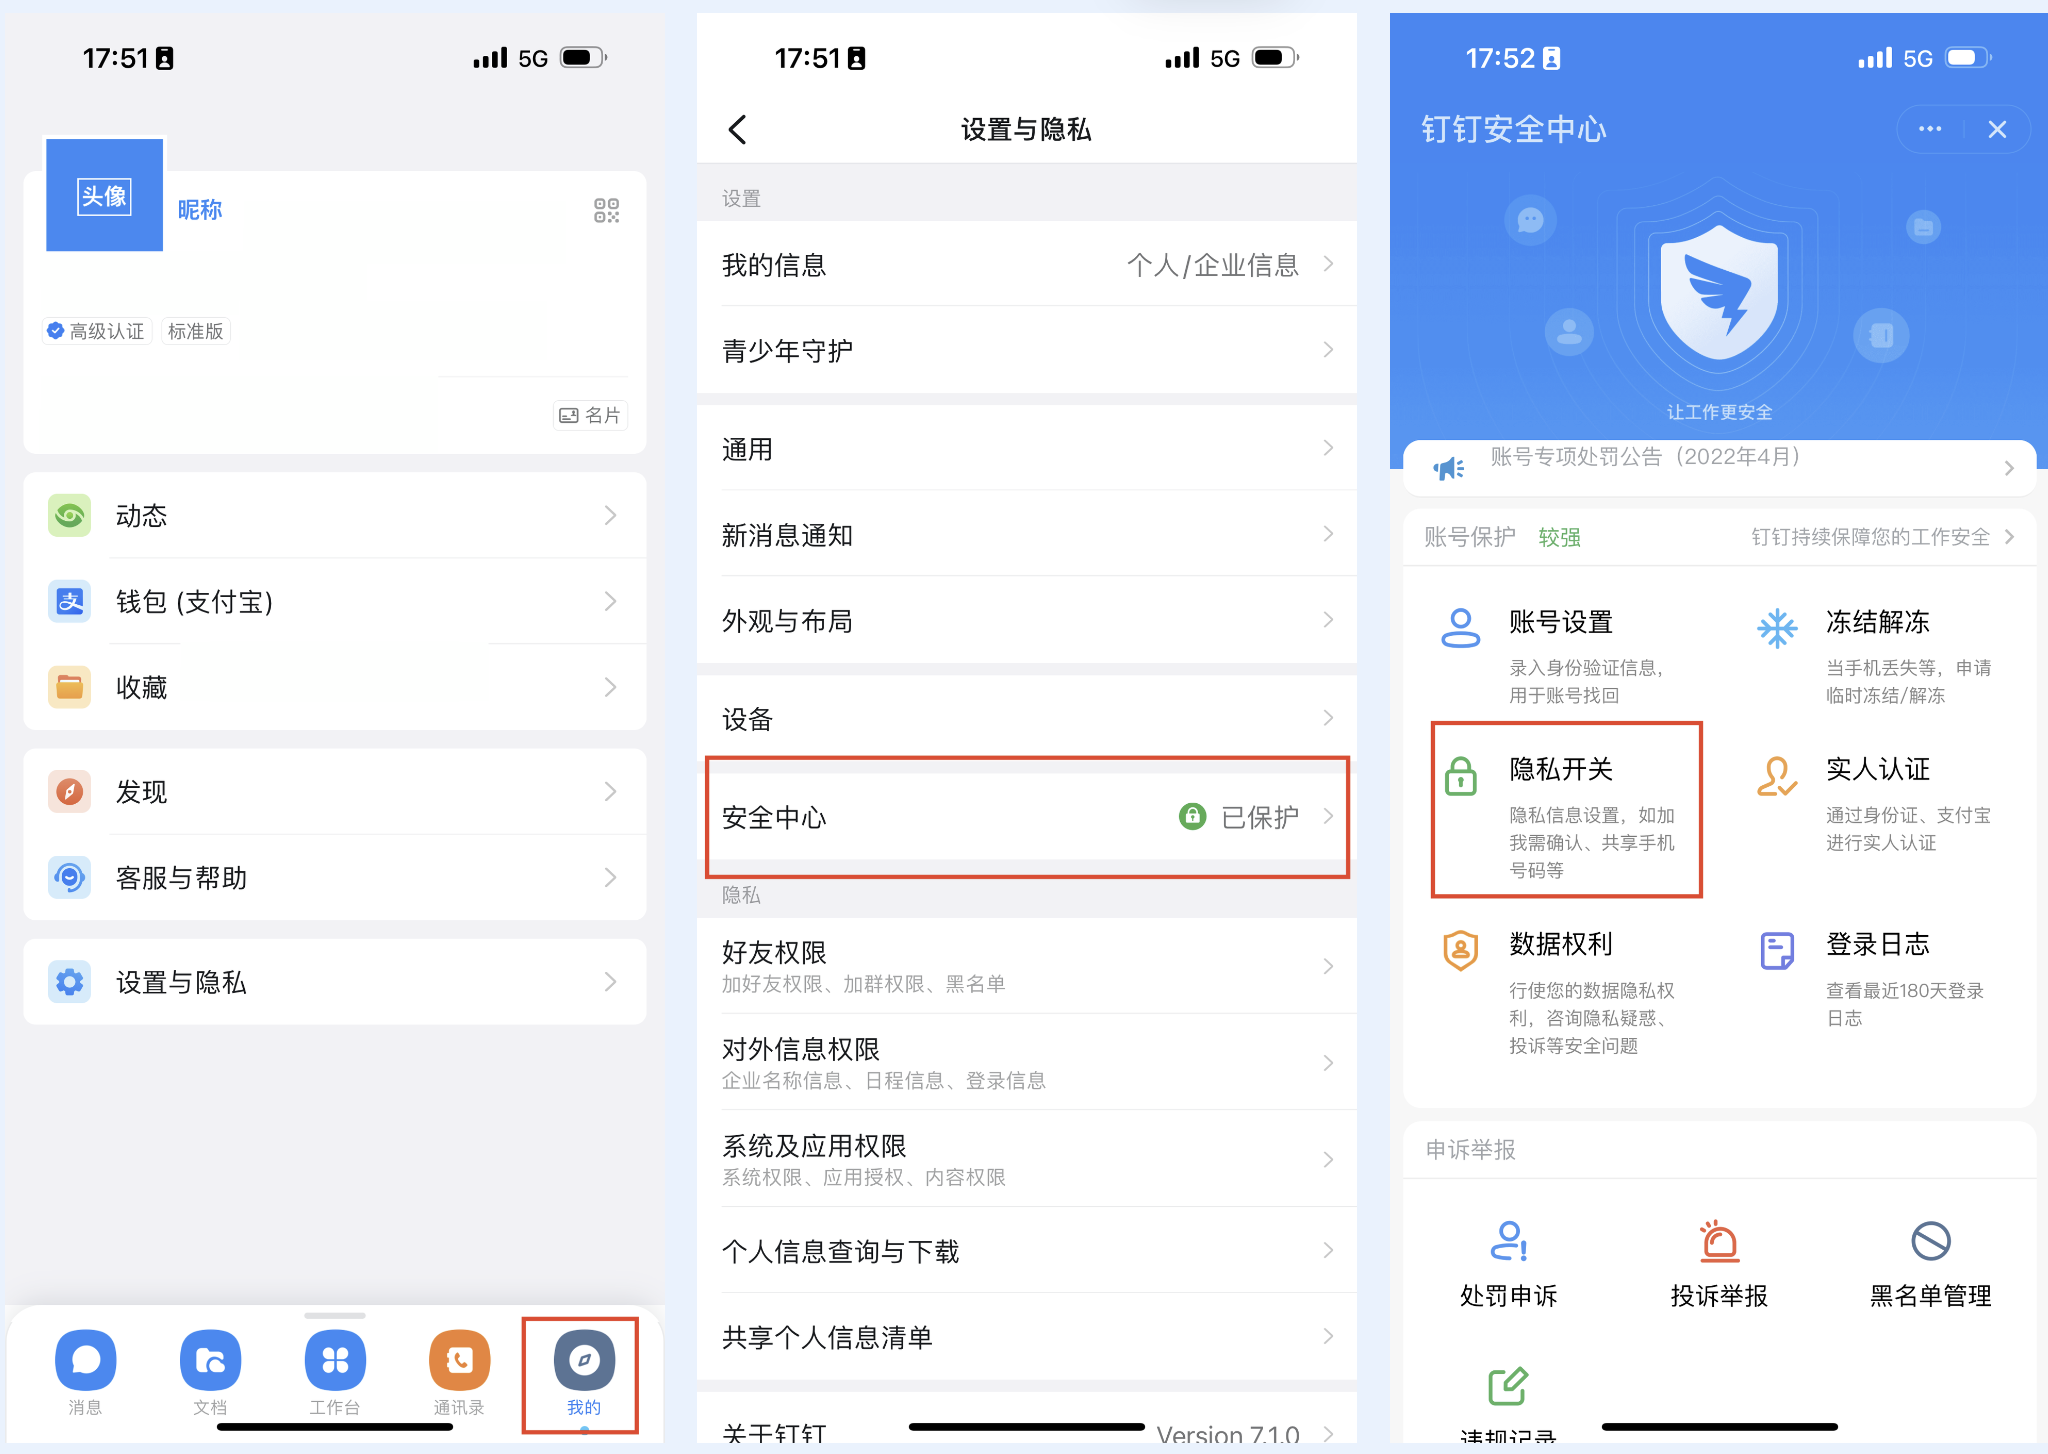 17:51
5G
头像
昵称
高级认证
标准版
名片
动态
钱包 (支付宝)
收藏
发现
客服与帮助
设置与隐私
消息
文档
工作台
通讯录
我的
17:51
5G
设置与隐私
设置
我的信息
个人/企业信息
青少年守护
通用
新消息通知
外观与布局
设备
安全中心
已保护
隐私
好友权限
加好友权限、加群权限、黑名单
对外信息权限
企业名称信息、日程信息、登录信息
系统及应用权限
系统权限、应用授权、内容权限
个人信息查询与下载
共享个人信息清单
关于钉钉
Version 7.1.0
17:52
5G
钉钉安全中心
让工作更安全
账号专项处罚公告（2022年4月）
账号保护
较强
钉钉持续保障您的工作安全
账号设置
录入身份验证信息，
用于账号找回
冻结解冻
当手机丢失等，申请
临时冻结/解冻
隐私开关
隐私信息设置，如加
我需确认、共享手机
号码等
实人认证
通过身份证、支付宝
进行实人认证
数据权利
行使您的数据隐私权
利，咨询隐私疑惑、
投诉等安全问题
登录日志
查看最近180天登录
日志
申诉举报
处罚申诉
投诉举报
黑名单管理
违规记录